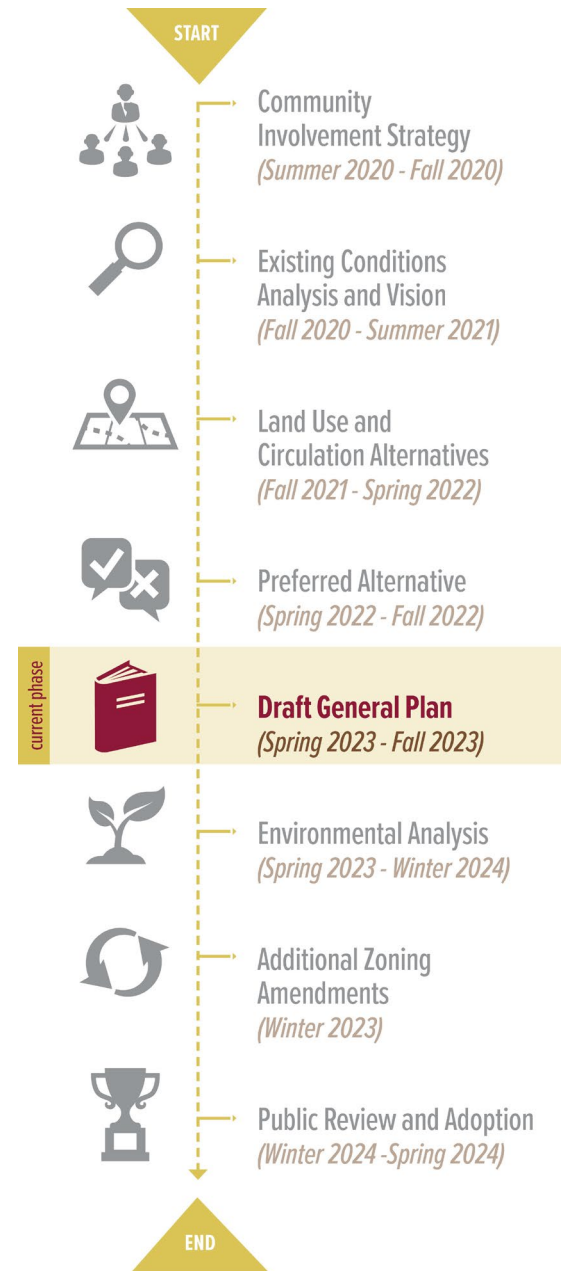 START
Community
Involvement Strategy
(Summer 2020 - Fall 2020)
Existing Conditions
Analysis and Vision
(Fall 2020 - Summer 2021)
Land Use and
Circulation Alternatives
(Fall 2021 - Spring 2022)
Preferred Alternative
(Spring 2022 - Fall 2022)
current phase
Draft General Plan
(Spring 2023 - Fall 2023)
Environmental Analysis
(Spring 2023 - Winter 2024)
Additional Zoning
Amendments
(Winter 2023)
Public Review and Adoption
(Winter 2024 -Spring 2024)
END